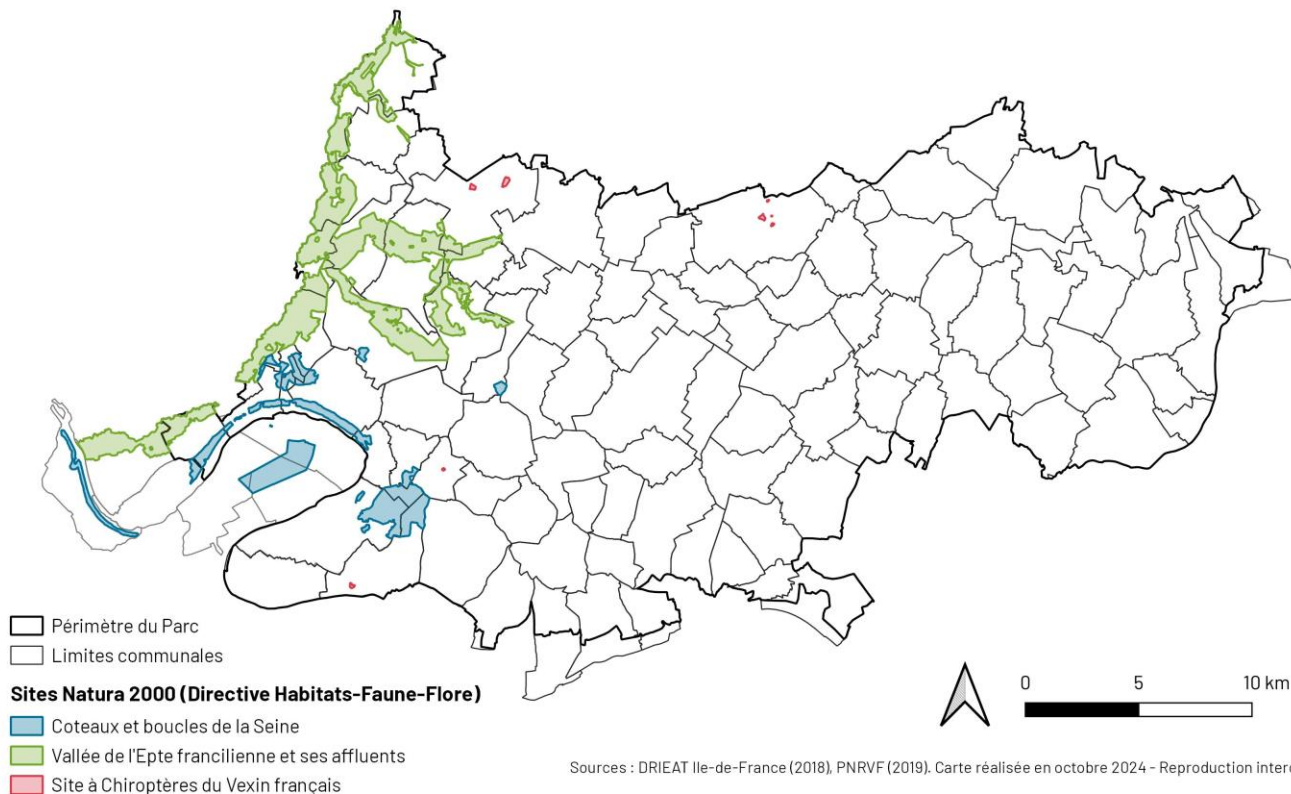 Périmètre du Parc
Limites communales
Sites Natura 2000 (Directive Habitats-Faune-Flore)
Coteaux et boucles de la Seine
Vallée de l'Epte francilienne et ses affluents
Site à Chiroptères du Vexin français
0 5 10 km
Sources : DRIEAT Ile-de-France (2018), PNRVF (2019). Carte réalisée en octobre 2024 - Reproduction